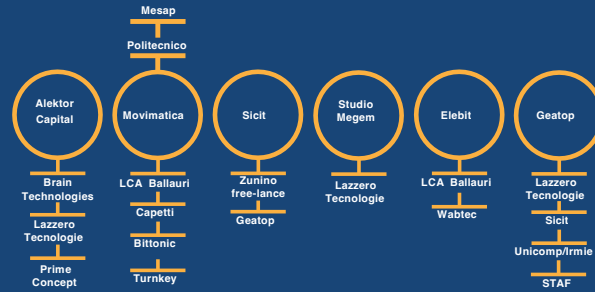 Mesap
Politecnico
Alektor
Capital
Movimatica
Sicit
Studio
Megem
Elebit
Geatop
Brain
Technologies
Lazzero
Tecnologie
Prime
Concept
LCA Ballauri
Capetti
Bittonic
Turnkey
Zunino
free-lance
Geatop
Lazzero
Tecnologie
LCA Ballauri
Wabtec
Lazzero
Tecnologie
Sicit
Unicomp/Irmie
STAF